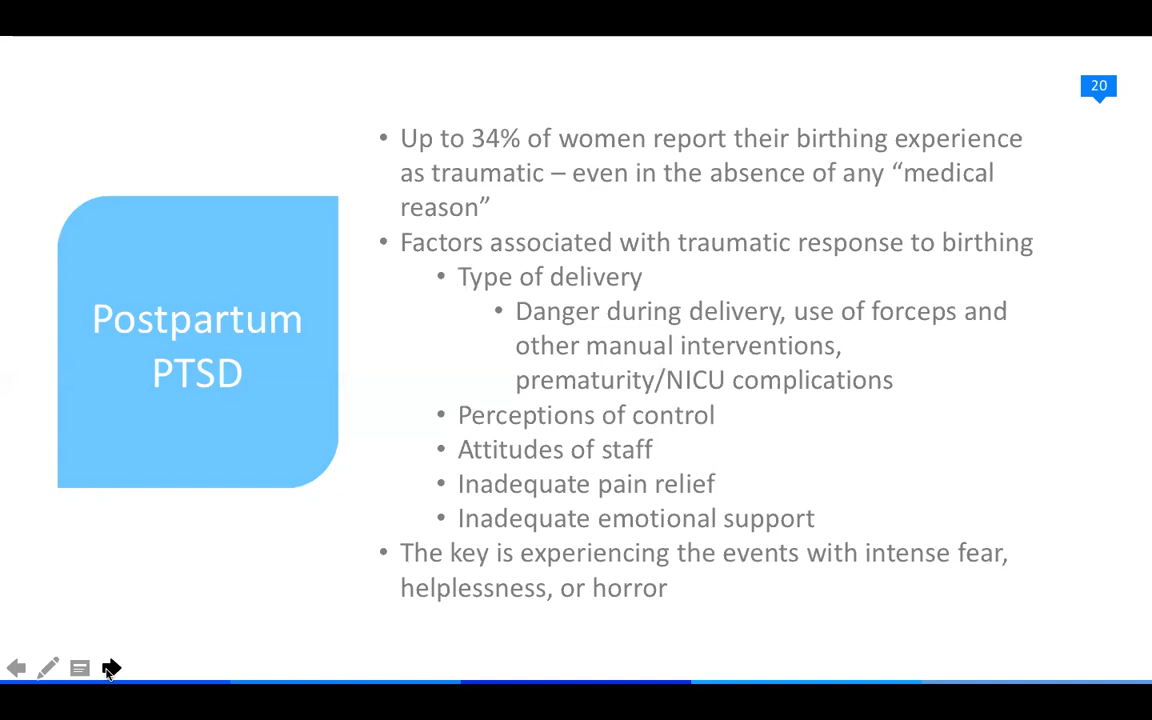 20
Postpartum
PTSD
• Up to 34% of women report their birthing experience
as traumatic – even in the absence of any “medical
reason”
• Factors associated with traumatic response to birthing
• Type of delivery
• Danger during delivery, use of forceps and
other manual interventions,
prematurity/NICU complications
• Perceptions of control
• Attitudes of staff
• Inadequate pain relief
• Inadequate emotional support
• The key is experiencing the events with intense fear,
helplessness, or horror